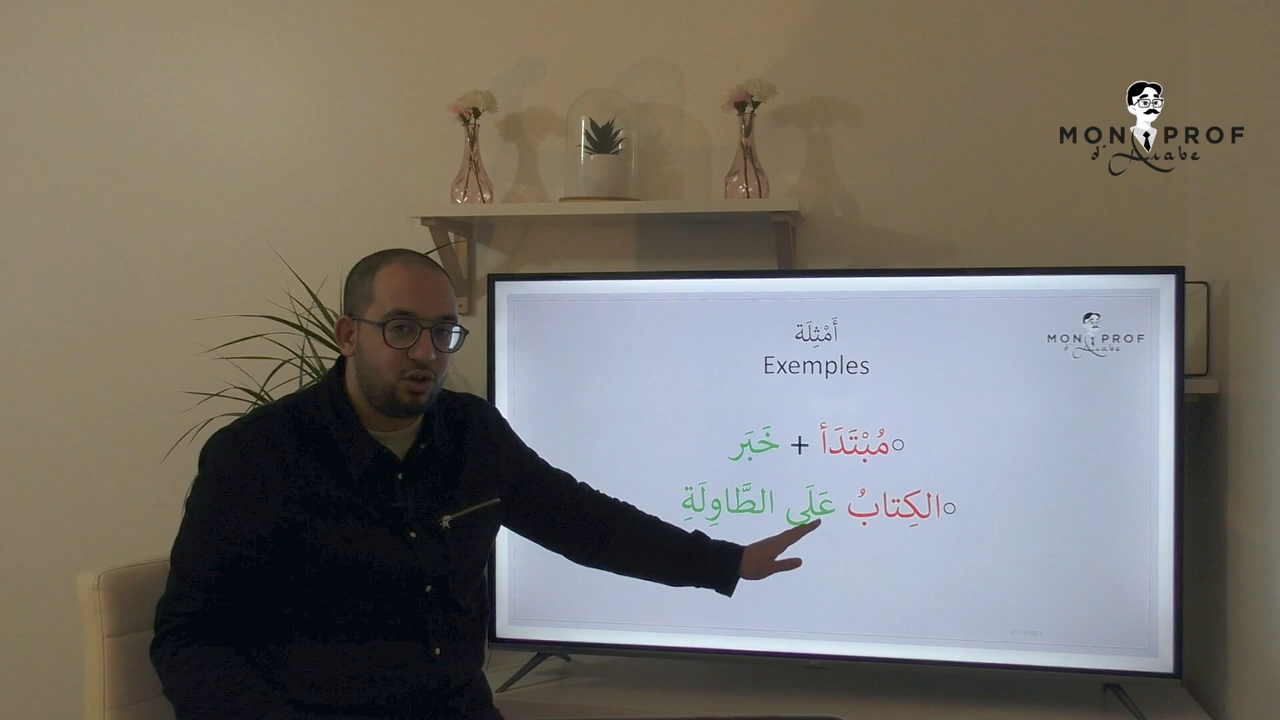 MON PROF
d'Arabe
أَمْثِلَة
Exemples
MON PROF
d'Arabe
مُبْتَدَأ + خَبَر
الكِتابُ عَلَى الطَّاوِلَةِ